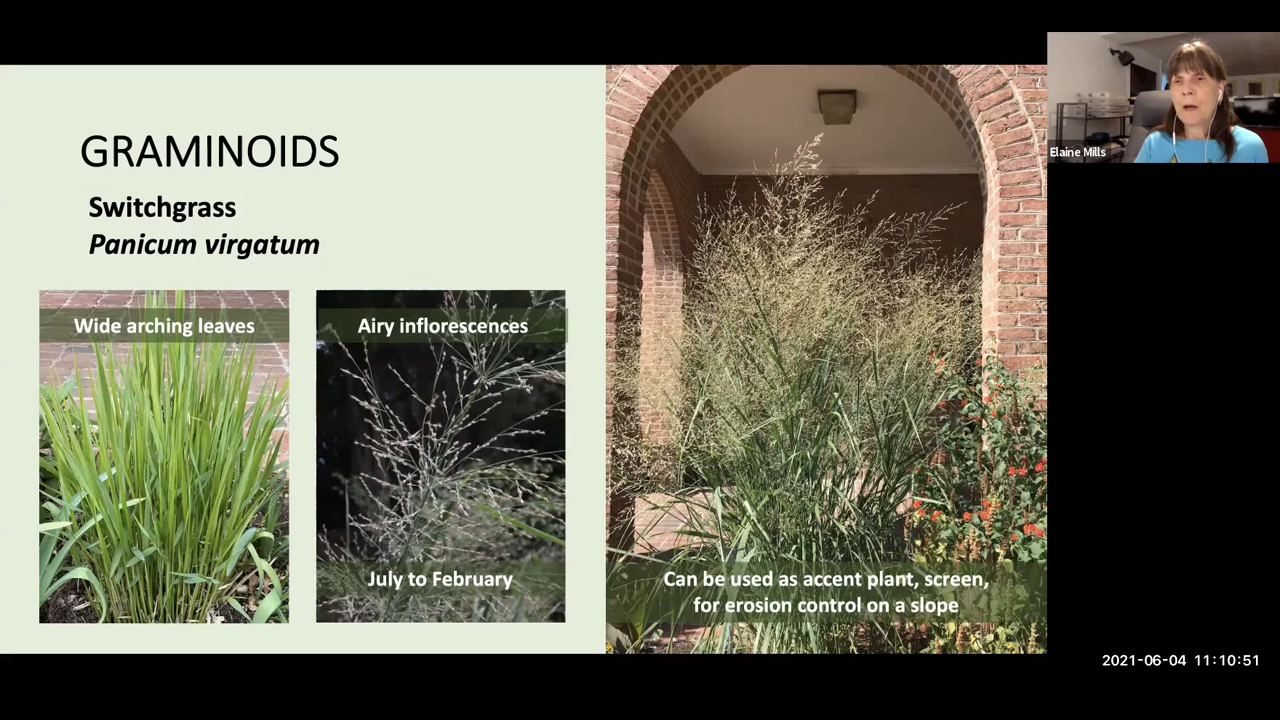 GRAMINOIDS
Switchgrass
Panicum virgatum
Wide arching leaves
Airy inflorescences
July to February
Can be used as accent plant, screen,
for erosion control on a slope
Elaine Mills
2021-06-04 11:10:51